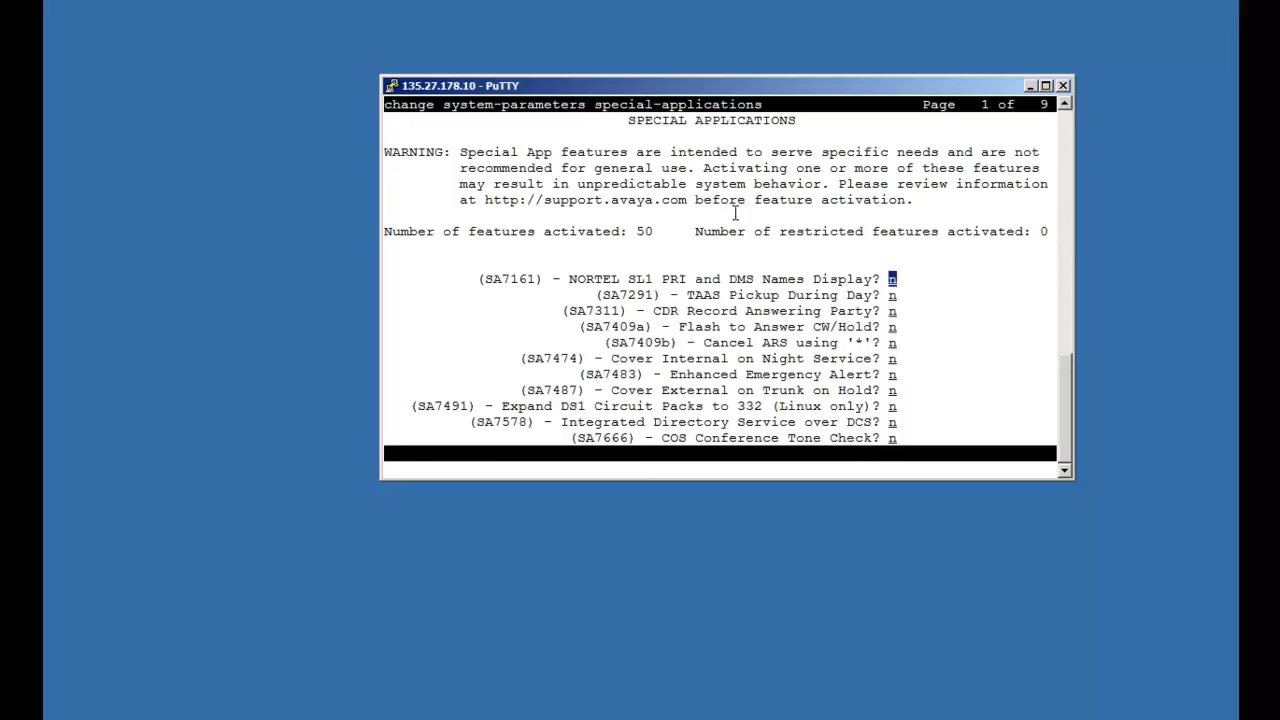 135.27.178.10 - PuTTY
change system-parameters special-applications Page 1 of 9
SPECIAL APPLICATIONS
WARNING: Special App features are intended to serve specific needs and are not
recommended for general use. Activating one or more of these features
may result in unpredictable system behavior. Please review information
at http://support.avaya.com before feature activation.
Number of features activated: 50 Number of restricted features activated: 0
(SA7161) - NORTEL SL1 PRI and DMS Names Display? n
(SA7291) - TAAS Pickup During Day? n
(SA7311) - CDR Record Answering Party? n
(SA7409a) - Flash to Answer CW/Hold? n
(SA7409b) - Cancel ARS using '*'? n
(SA7474) - Cover Internal on Night Service? n
(SA7483) - Enhanced Emergency Alert? n
(SA7487) - Cover External on Trunk on Hold? n
(SA7491) - Expand DS1 Circuit Packs to 332 (Linux only)? n
(SA7578) - Integrated Directory Service over DCS? n
(SA7666) - COS Conference Tone Check? n